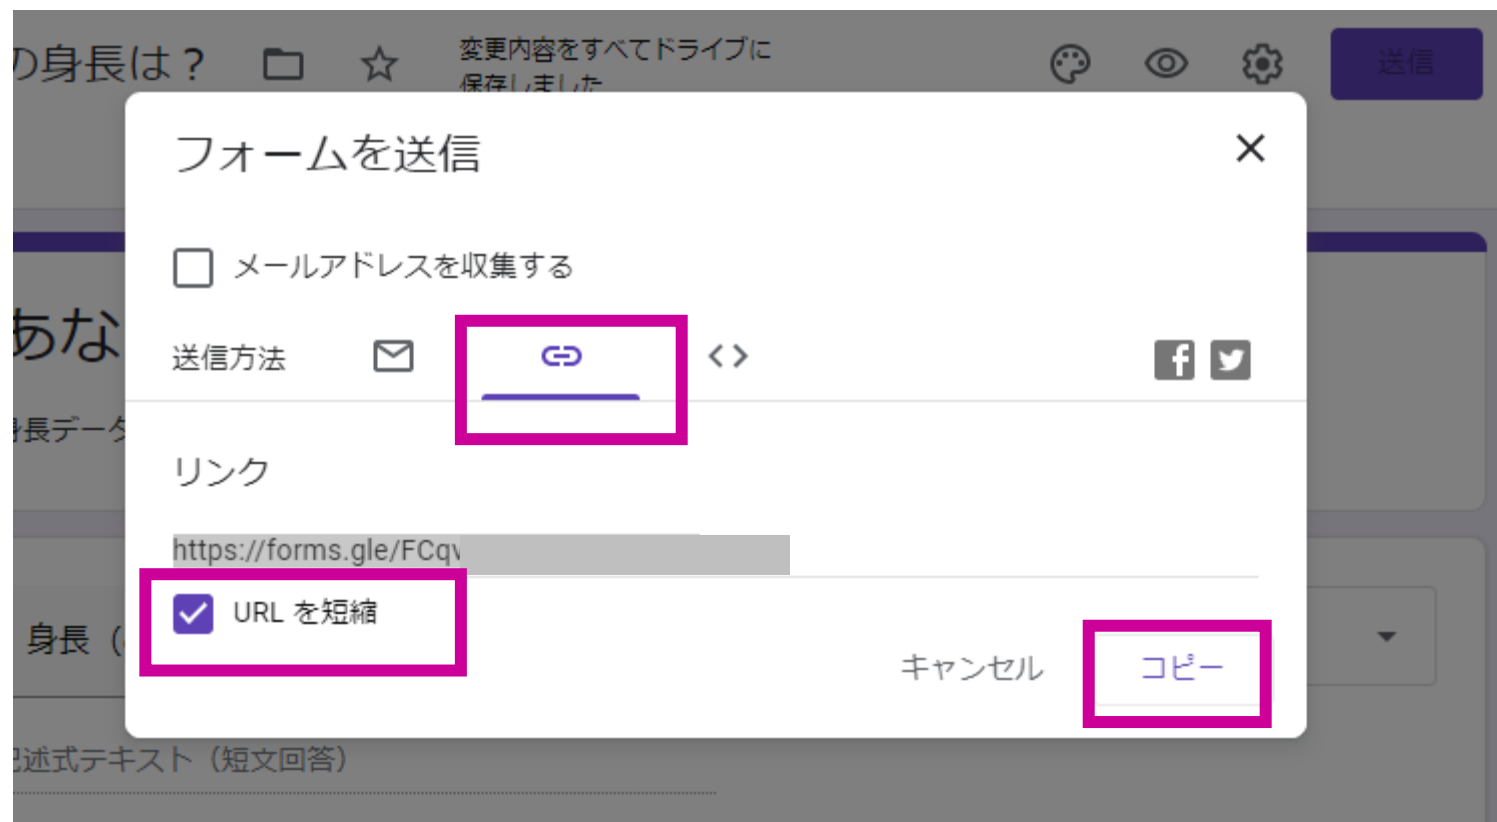 の身長は？
変更内容をすべてドライブに
保存しました
送信
フォームを送信
メールアドレスを収集する
あな
送信方法
身長データ
リンク
https://forms.gle/FCqv
URL を短縮
身長（
キャンセル
コピー
記述式テキスト（短文回答）